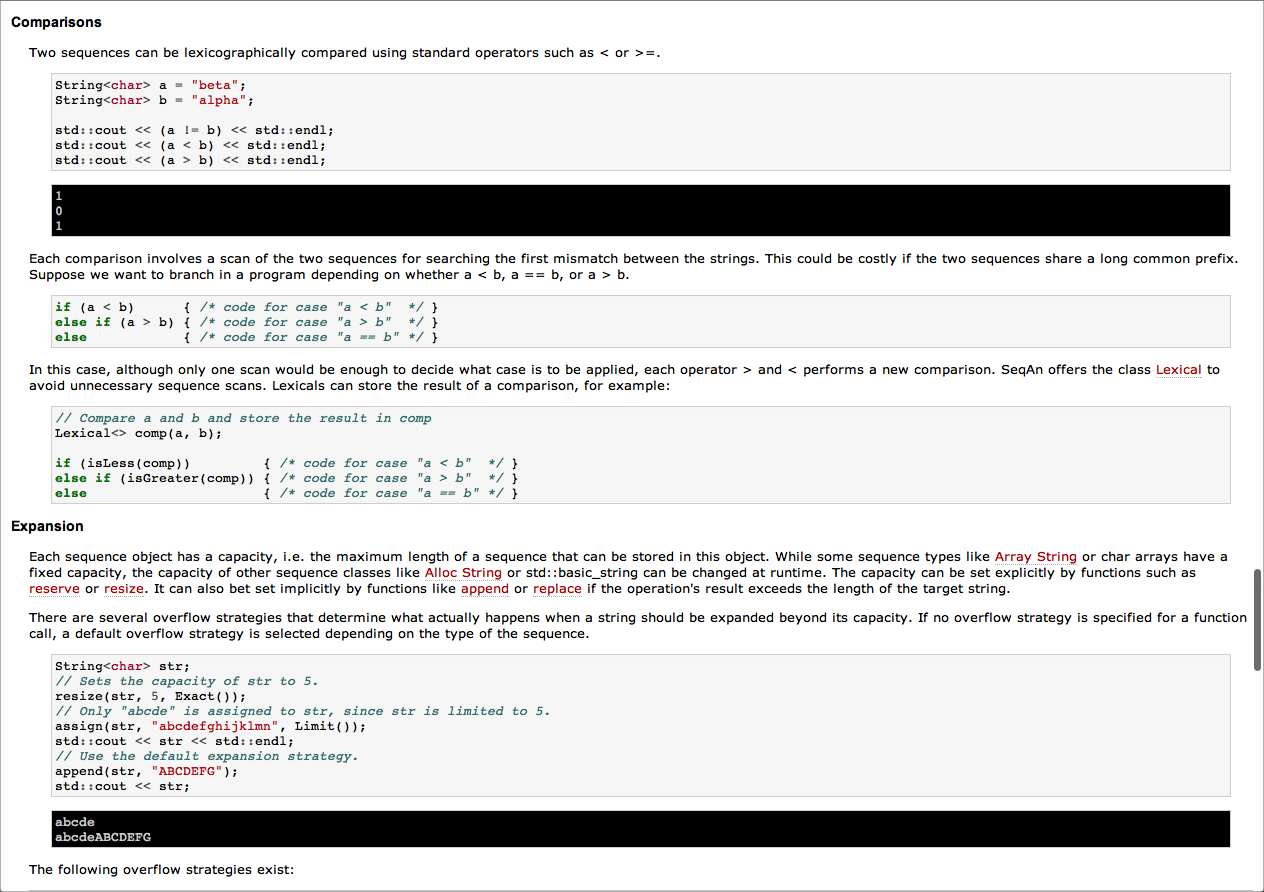 Comparisons
Two sequences can be lexicographically compared using standard operators such as < or >=.
String<char> a = "beta";
String<char> b = "alpha";
std::cout << (a != b) << std::endl;
std::cout << (a < b) << std::endl;
std::cout << (a > b) << std::endl;
1
0
1
Each comparison involves a scan of the two sequences for searching the first mismatch between the strings. This could be costly if the two sequences share a long common prefix.
Suppose we want to branch in a program depending on whether a < b, a == b, or a > b.
if (a < b)      { /* code for case "a < b"  */ }
else if (a > b) { /* code for case "a > b"  */ }
else            { /* code for case "a == b" */ }
In this case, although only one scan would be enough to decide what case is to be applied, each operator > and < performs a new comparison. SeqAn offers the class Lexical to
avoid unnecessary sequence scans. Lexicals can store the result of a comparison, for example:
// Compare a and b and store the result in comp
Lexical<> comp(a, b);
if (isLess(comp))         { /* code for case "a < b"  */ }
else if (isGreater(comp)) { /* code for case "a > b"  */ }
else                      { /* code for case "a == b" */ }
Expansion
Each sequence object has a capacity, i.e. the maximum length of a sequence that can be stored in this object. While some sequence types like Array String or char arrays have a
fixed capacity, the capacity of other sequence classes like Alloc String or std::basic_string can be changed at runtime. The capacity can be set explicitly by functions such as
reserve or resize. It can also bet set implicitly by functions like append or replace if the operation's result exceeds the length of the target string.
There are several overflow strategies that determine what actually happens when a string should be expanded beyond its capacity. If no overflow strategy is specified for a function
call, a default overflow strategy is selected depending on the type of the sequence.
String<char> str;
// Sets the capacity of str to 5.
resize(str, 5, Exact());
// Only "abcde" is assigned to str, since str is limited to 5.
assign(str, "abcdefghijklmn", Limit());
std::cout << str << std::endl;
// Use the default expansion strategy.
append(str, "ABCDEFG");
std::cout << str;
abcde
abcdeABCDEFG
The following overflow strategies exist: